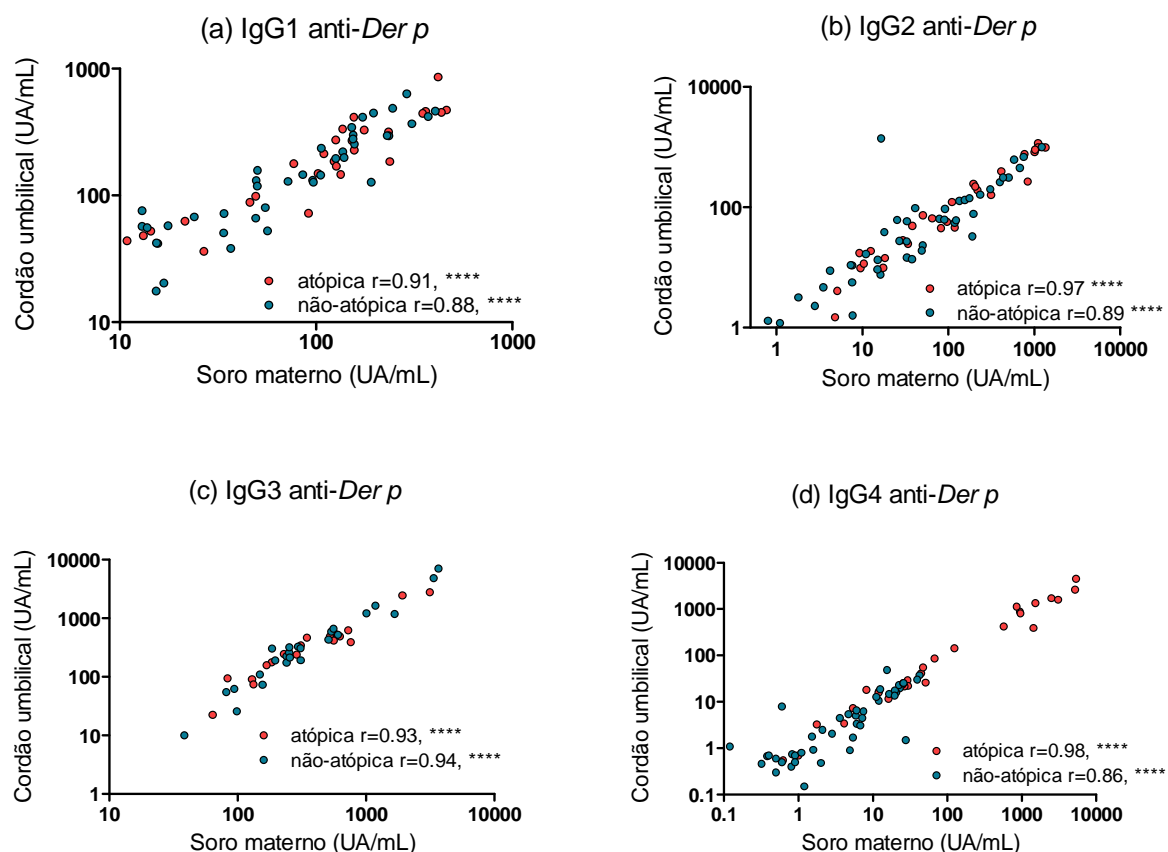 (a) IgG1 anti-Der p
Cordão umbilical (UA/mL)
1000
100
10
atópica r=0.91, ****
não-atópica r=0.88, ****
10 100 1000
Soro materno (UA/mL)
(b) IgG2 anti-Der p
Cordão umbilical (UA/mL)
10000
100
1
atópica r=0.97 ****
não-atópica r=0.89 ****
1 10 100 1000 10000
Soro materno (UA/mL)
(c) IgG3 anti-Der p
Cordão umbilical (UA/mL)
10000
1000
100
10
1
atópica r=0.93, ****
não-atópica r=0.94, ****
10 100 1000 10000
Soro materno (UA/mL)
(d) IgG4 anti-Der p
Cordão umbilical (UA/mL)
10000
1000
100
10
1
0.1
atópica r=0.98, ****
não-atópica r=0.86, ****
0.1 1 10 100 1000 10000
Soro materno (UA/mL)